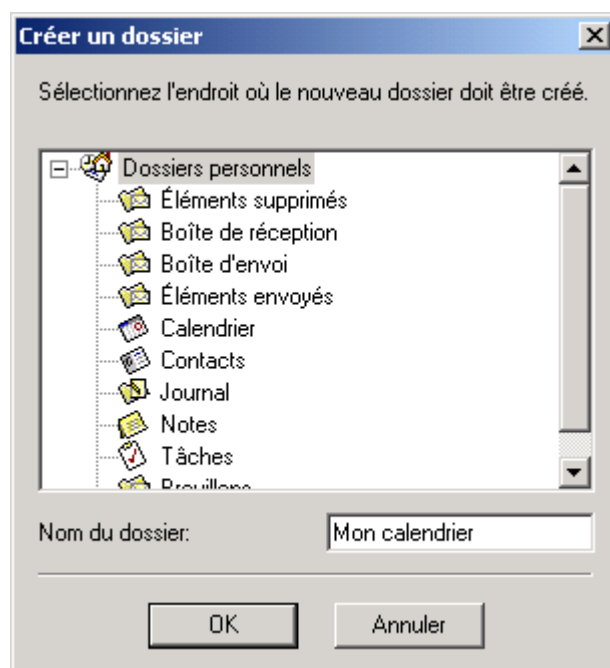 Créer un dossier
Sélectionnez l'endroit où le nouveau dossier doit être créé.
Dossiers personnels
Éléments supprimés
Boîte de réception
Boîte d'envoi
Éléments envoyés
Calendrier
Contacts
Journal
Notes
Tâches
Brouillons
Nom du dossier:
Mon calendrier
OK
Annuler